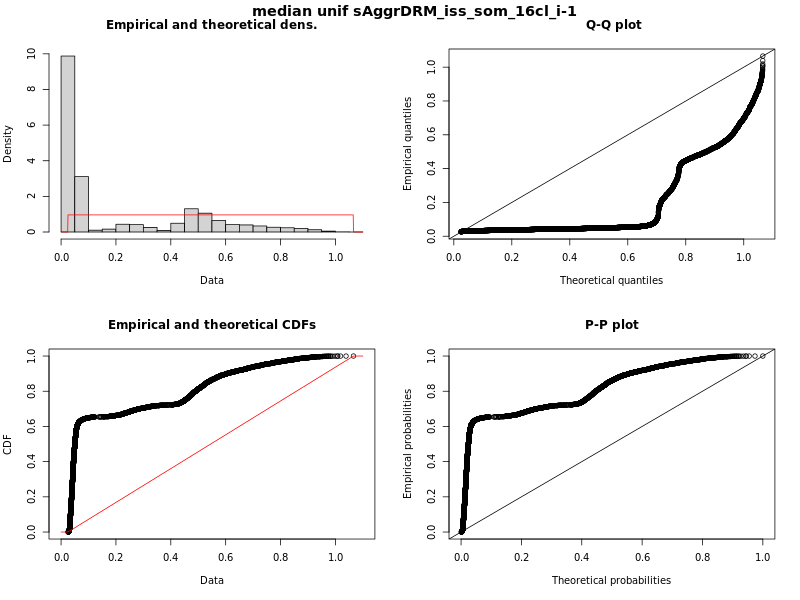 median unif sAggrDRM_iss_som_16cl_i-1
Empirical and theoretical dens.
Density
0 2 4 6 8 10
0.0 0.2 0.4 0.6 0.8 1.0
Data
Q-Q plot
Empirical quantiles
0.0 0.2 0.4 0.6 0.8 1.0
0.0 0.2 0.4 0.6 0.8 1.0
Theoretical quantiles
Empirical and theoretical CDFs
CDF
0.0 0.2 0.4 0.6 0.8 1.0
0.0 0.2 0.4 0.6 0.8 1.0
Data
P-P plot
Empirical probabilities
0.0 0.2 0.4 0.6 0.8 1.0
0.0 0.2 0.4 0.6 0.8 1.0
Theoretical probabilities